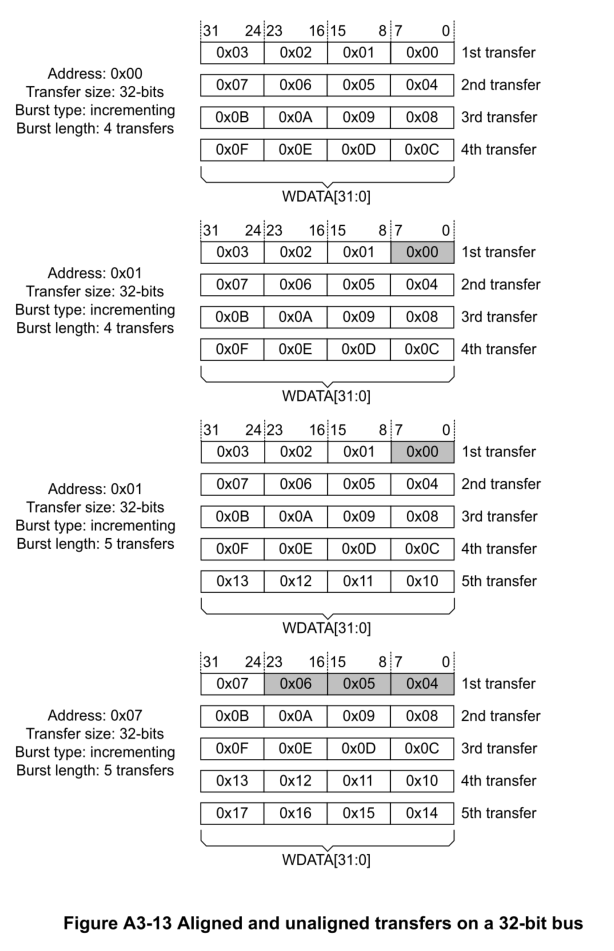 31 24 23 16 15 8 7 0
0x03 0x02 0x01 0x00 1st transfer
Address: 0x00
Transfer size: 32-bits
Burst type: incrementing
Burst length: 4 transfers
0x07 0x06 0x05 0x04 2nd transfer
0x0B 0x0A 0x09 0x08 3rd transfer
0x0F 0x0E 0x0D 0x0C 4th transfer
WDATA[31:0]
31 24 23 16 15 8 7 0
0x03 0x02 0x01 0x00 1st transfer
Address: 0x01
Transfer size: 32-bits
Burst type: incrementing
Burst length: 4 transfers
0x07 0x06 0x05 0x04 2nd transfer
0x0B 0x0A 0x09 0x08 3rd transfer
0x0F 0x0E 0x0D 0x0C 4th transfer
WDATA[31:0]
31 24 23 16 15 8 7 0
0x03 0x02 0x01 0x00 1st transfer
0x07 0x06 0x05 0x04 2nd transfer
Address: 0x01
Transfer size: 32-bits
Burst type: incrementing
Burst length: 5 transfers
0x0B 0x0A 0x09 0x08 3rd transfer
0x0F 0x0E 0x0D 0x0C 4th transfer
0x13 0x12 0x11 0x10 5th transfer
WDATA[31:0]
31 24 23 16 15 8 7 0
0x07 0x06 0x05 0x04 1st transfer
0x0B 0x0A 0x09 0x08 2nd transfer
Address: 0x07
Transfer size: 32-bits
Burst type: incrementing
Burst length: 5 transfers
0x0F 0x0E 0x0D 0x0C 3rd transfer
0x13 0x12 0x11 0x10 4th transfer
0x17 0x16 0x15 0x14 5th transfer
WDATA[31:0]
Figure A3-13 Aligned and unaligned transfers on a 32-bit bus